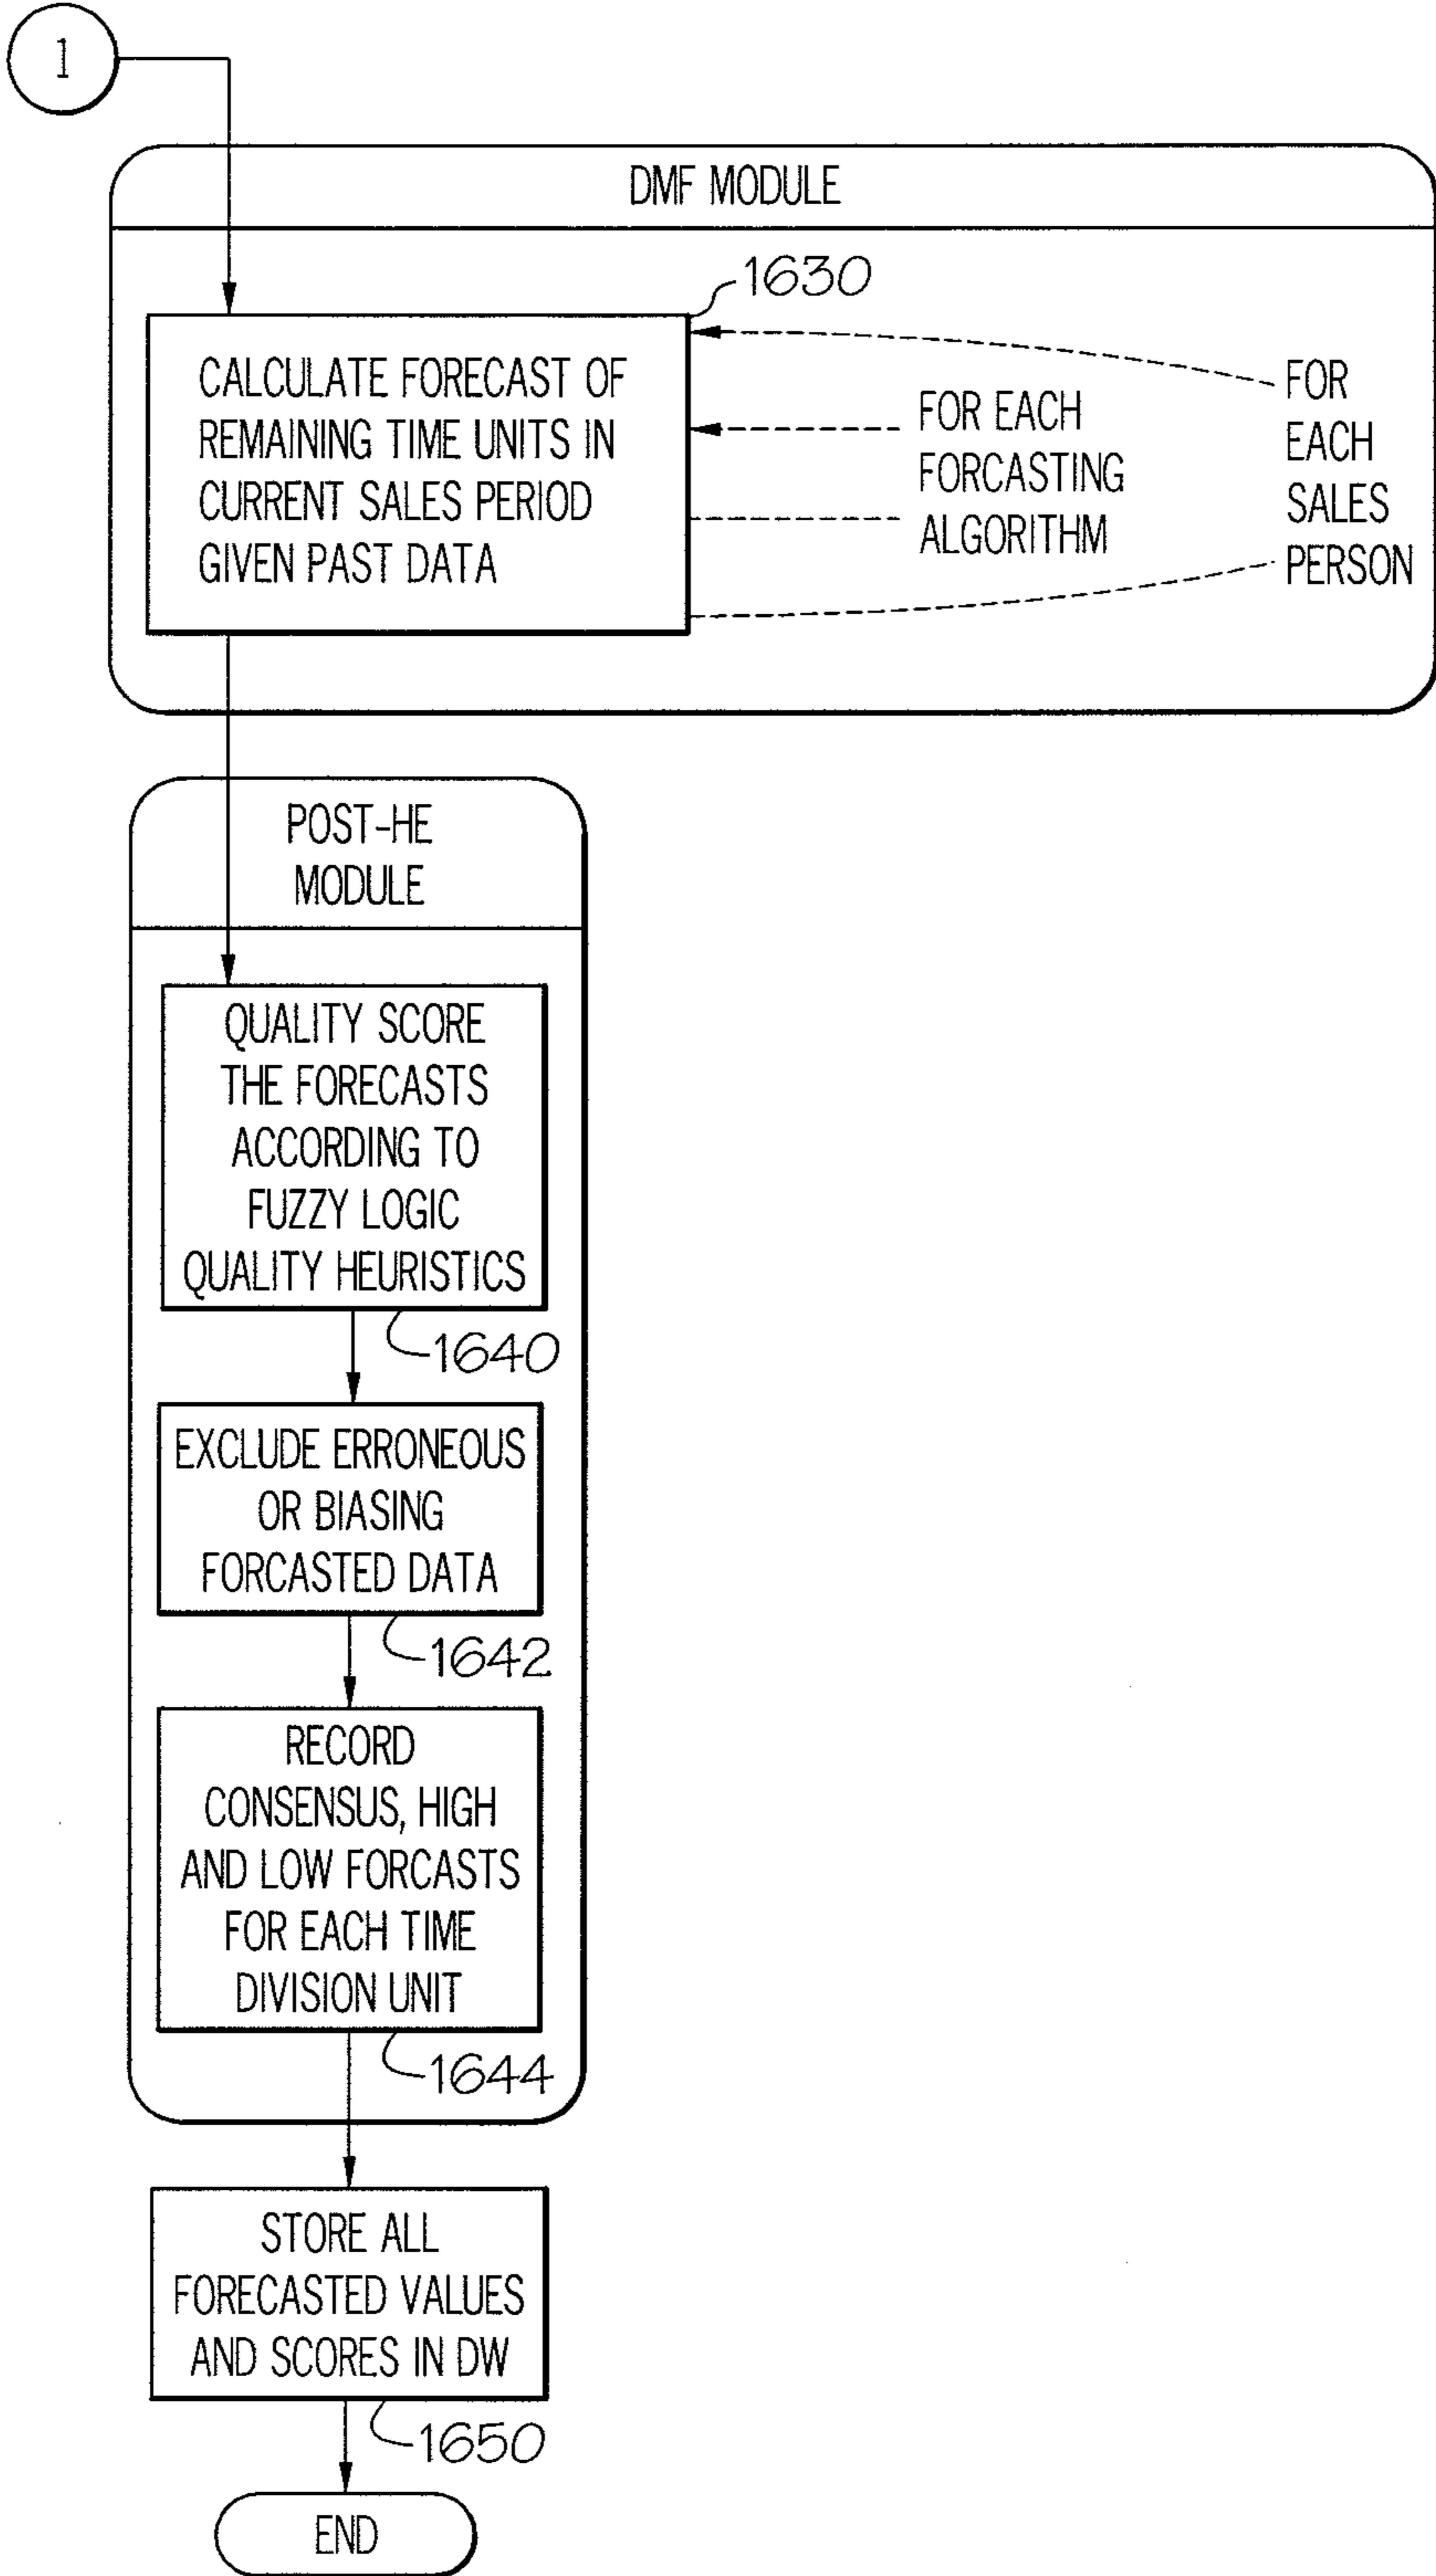 1
DMF MODULE
1630
CALCULATE FORECAST OF
REMAINING TIME UNITS IN
CURRENT SALES PERIOD
GIVEN PAST DATA
FOR EACH
FORCASTING
ALGORITHM
FOR
EACH
SALES
PERSON
POST-HE
MODULE
QUALITY SCORE
THE FORECASTS
ACCORDING TO
FUZZY LOGIC
QUALITY HEURISTICS
1640
EXCLUDE ERRONEOUS
OR BIASING
FORCASTED DATA
1642
RECORD
CONSENSUS, HIGH
AND LOW FORCASTS
FOR EACH TIME
DIVISION UNIT
1644
STORE ALL
FORECASTED VALUES
AND SCORES IN DW
1650
END